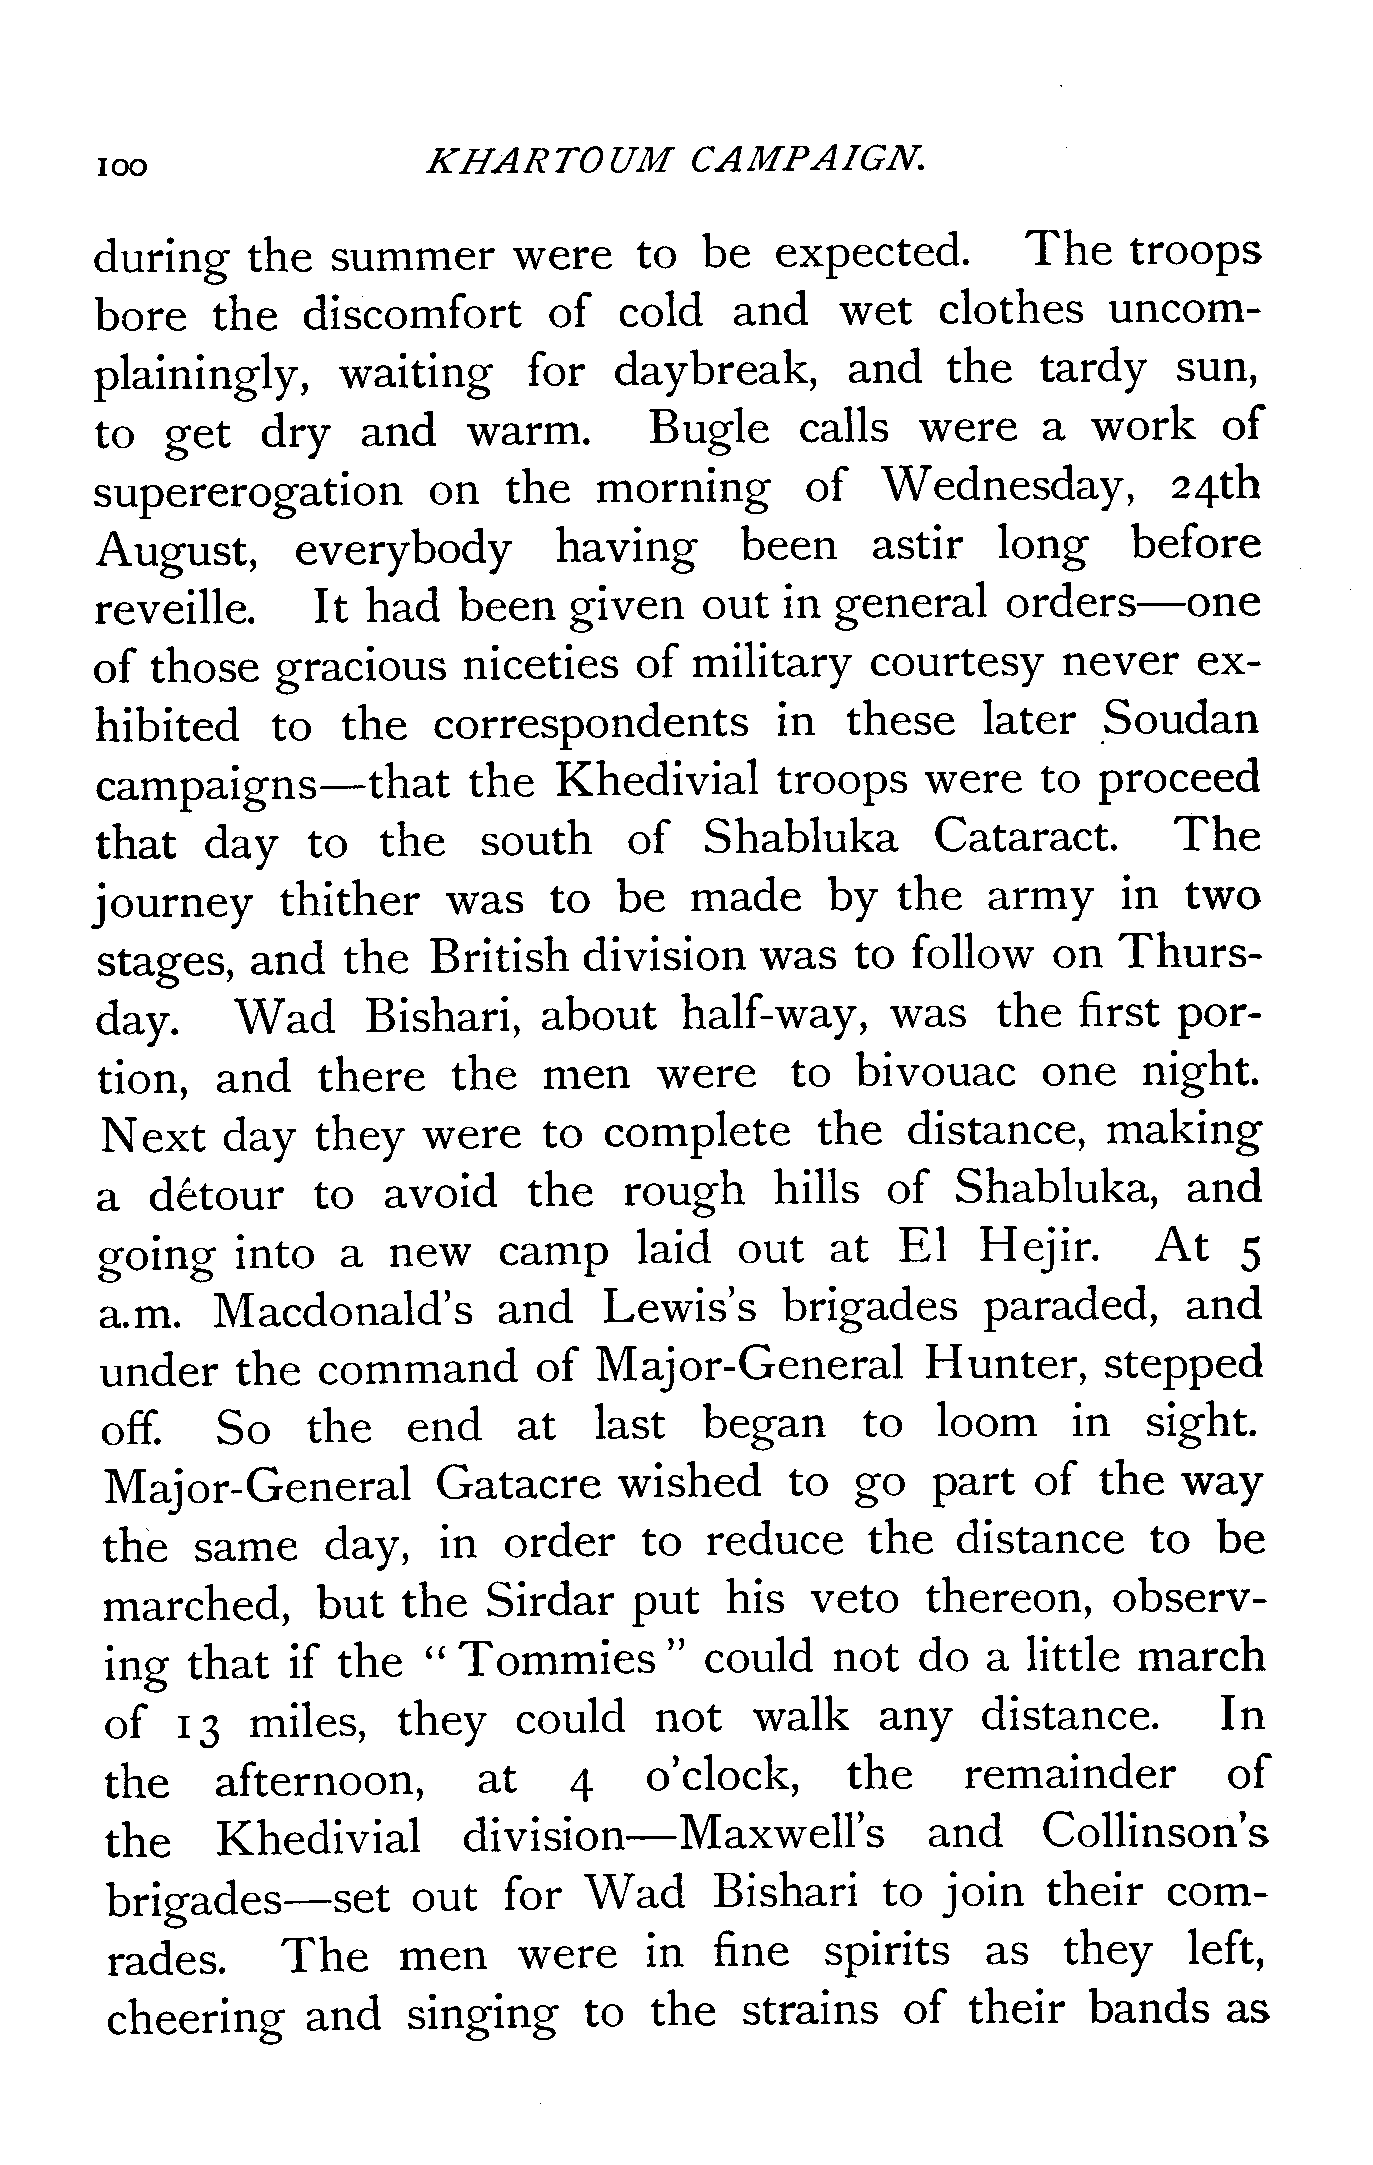 100 KHARTOUM CAMPAIGN.
during the summer were to be expected. The troops
bore the discomfort of cold and wet clothes uncom-
plainingly, waiting for daybreak, and the tardy sun,
to get dry and warm. Bugle calls were a work of
supererogation on the morning of Wednesday, 24th
August, everybody having been astir long before
reveille. It had been given out in general orders—one
of those gracious niceties of military courtesy never ex-
hibited to the correspondents in these later Soudan
campaigns—that the Khedivial troops were to proceed
that day to the south of Shabluka Cataract. The
journey thither was to be made by the army in two
stages, and the British division was to follow on Thurs-
day. Wad Bishari, about half-way, was the first por-
tion, and there the men were to bivouac one night.
Next day they were to complete the distance, making
a détour to avoid the rough hills of Shabluka, and
going into a new camp laid out at El Hejir. At 5
a.m. Macdonald's and Lewis's brigades paraded, and
under the command of Major-General Hunter, stepped
off. So the end at last began to loom in sight.
Major-General Gatacre wished to go part of the way
the same day, in order to reduce the distance to be
marched, but the Sirdar put his veto thereon, observ-
ing that if the " Tommies " could not do a little march
of 13 miles, they could not walk any distance. In
the afternoon, at 4 o'clock, the remainder of
the Khedivial division—Maxwell's and Collinson's
brigades—set out for Wad Bishari to join their com-
rades. The men were in fine spirits as they left,
cheering and singing to the strains of their bands as